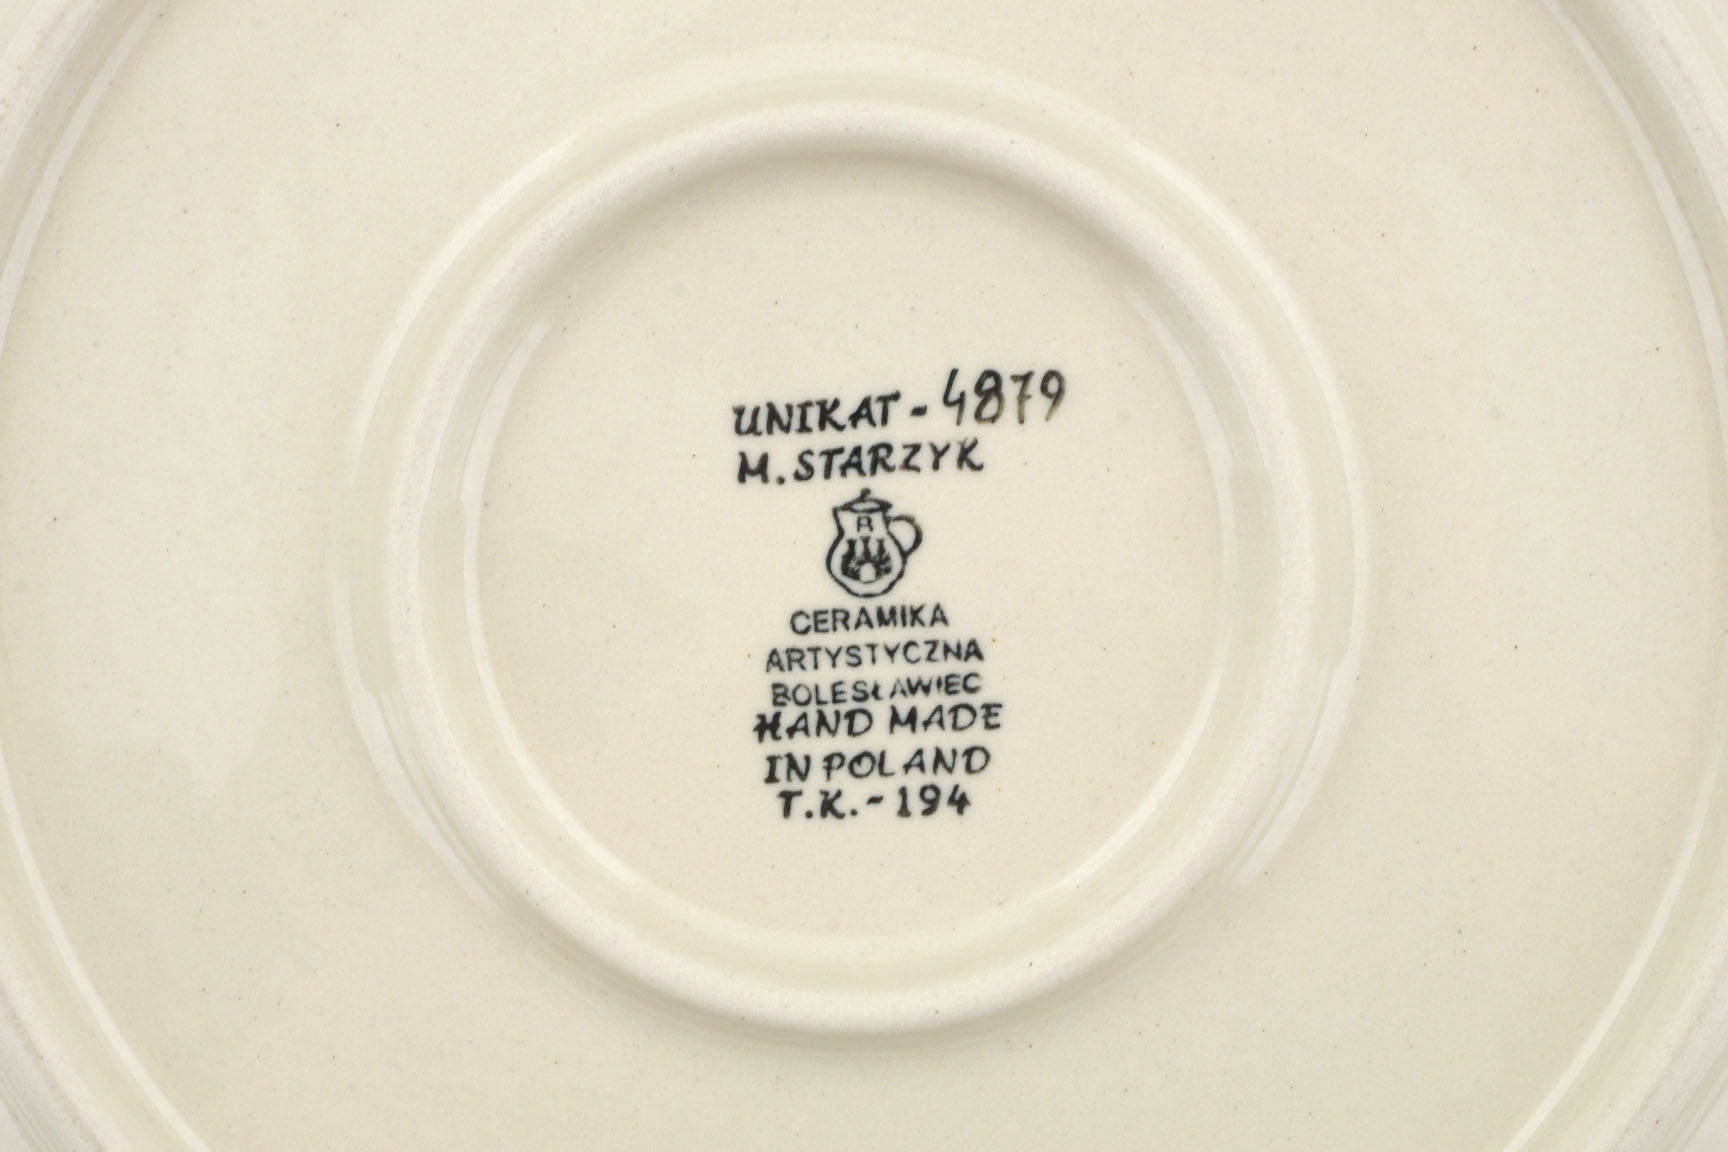 UNIKAT - 4879
M. STARZYK
R
CERAMIKA
ARTYSTYCZNA
BOLESŁAWIEC
HAND MADE
IN POLAND
T.K.-194